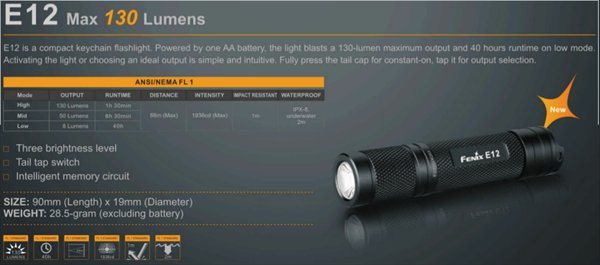 E12 Max 130 Lumens
E12 is a compact keychain flashlight. Powered by one AA battery, the light blasts a 130-lumen maximum output and 40 hours runtime on low mode.
Activating the light or choosing an ideal output is simple and intuitive. Fully press the tail cap for constant-on, tap it for output selection.
ANSI/NEMA FL 1
Mode OUTPUT RUNTIME DISTANCE INTENSITY IMPACT RESISTANT WATERPROOF
High 130 Lumens 1h 30min
Mid 50 Lumens 6h 30min 88m (Max) 1936cd (Max) 1m IPX-8, underwater 2m
Low 8 Lumens 40h
New
Three brightness level
Tail tap switch
Intelligent memory circuit
FENIX E12
SIZE: 90mm (Length) x 19mm (Diameter)
WEIGHT: 28.5-gram (excluding battery)
LUMENS 40h 1m 2m